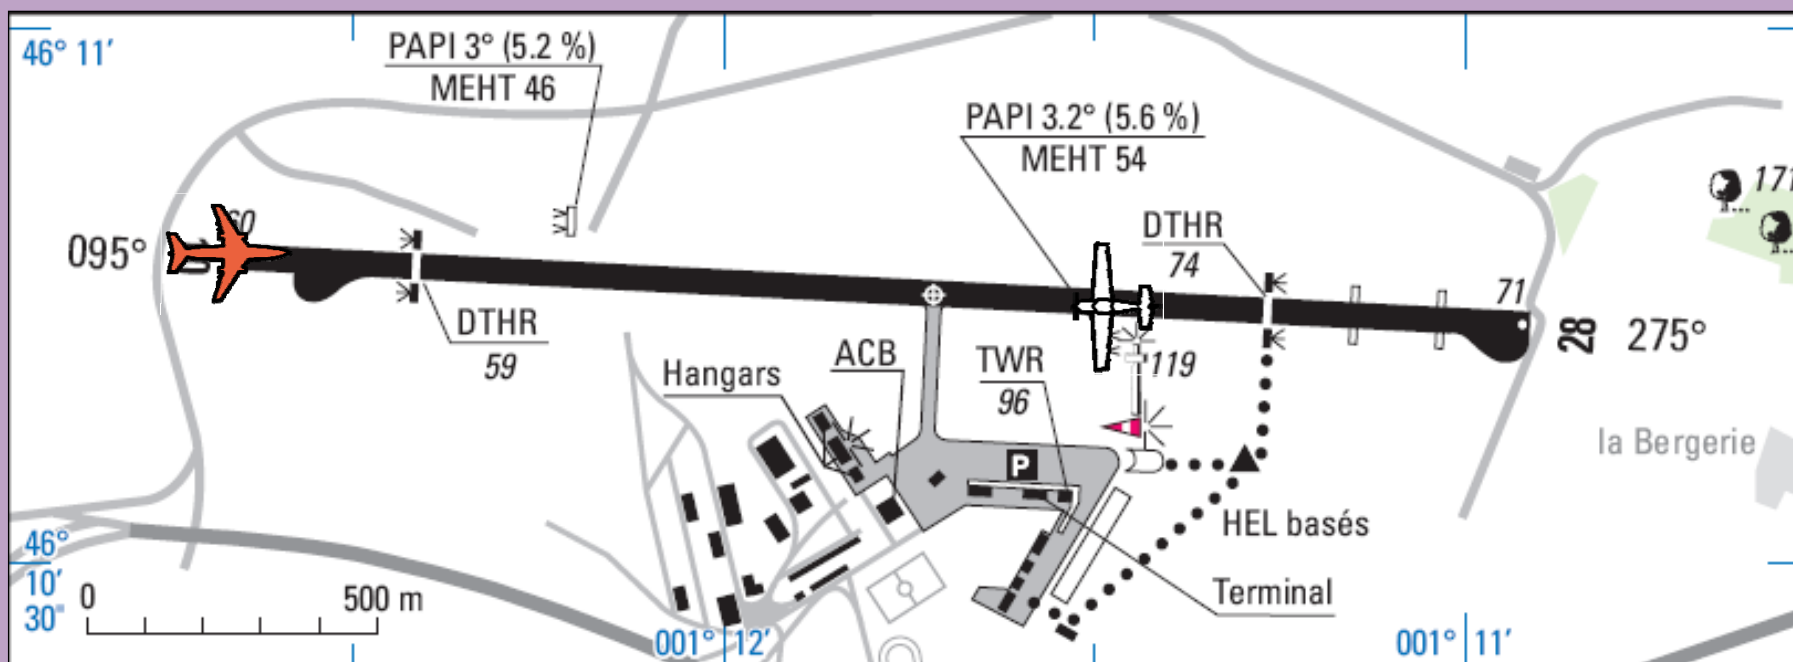 46° 11′
PAPI 3° (5.2 %)
MEHT 46
PAPI 3.2° (5.6 %)
MEHT 54
171
60
095°
DTHR
74
71
28
275°
DTHR
59
Hangars
ACB
TWR
96
119
la Bergerie
P
HEL basés
46°
10′
30″
0
500 m
Terminal
001° 12′
001° 11′